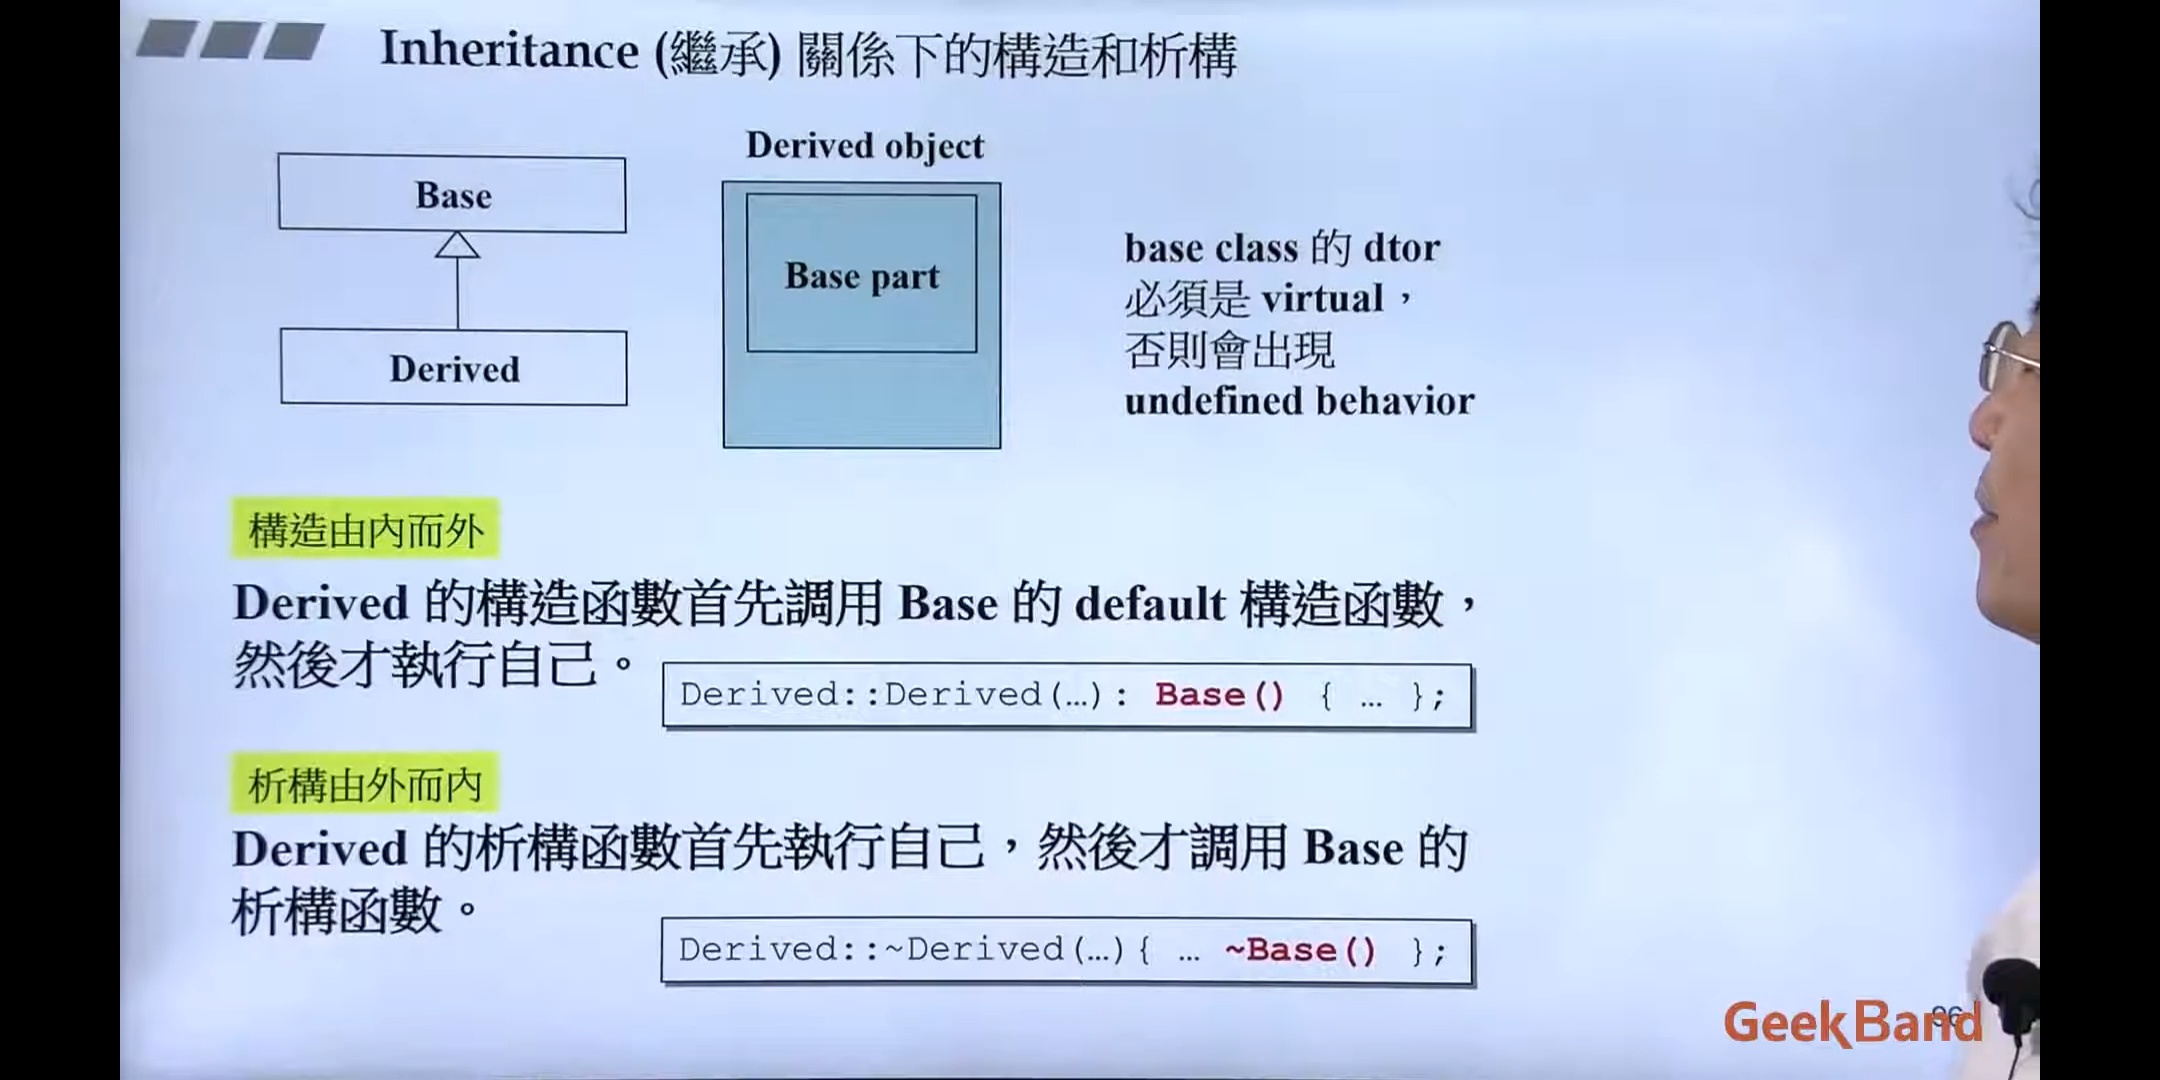 Inheritance (繼承) 關係下的構造和析構
Base
Derived
Derived object
Base part
base class 的 dtor
必須是 virtual，
否則會出現
undefined behavior
構造由內而外
Derived 的構造函數首先調用 Base 的 default 構造函數，
然後才執行自己。
Derived::Derived(…): Base() { … };
析構由外而內
Derived 的析構函數首先執行自己，然後才調用 Base 的
析構函數。
Derived::~Derived(…){ … ~Base() };
GeekBand